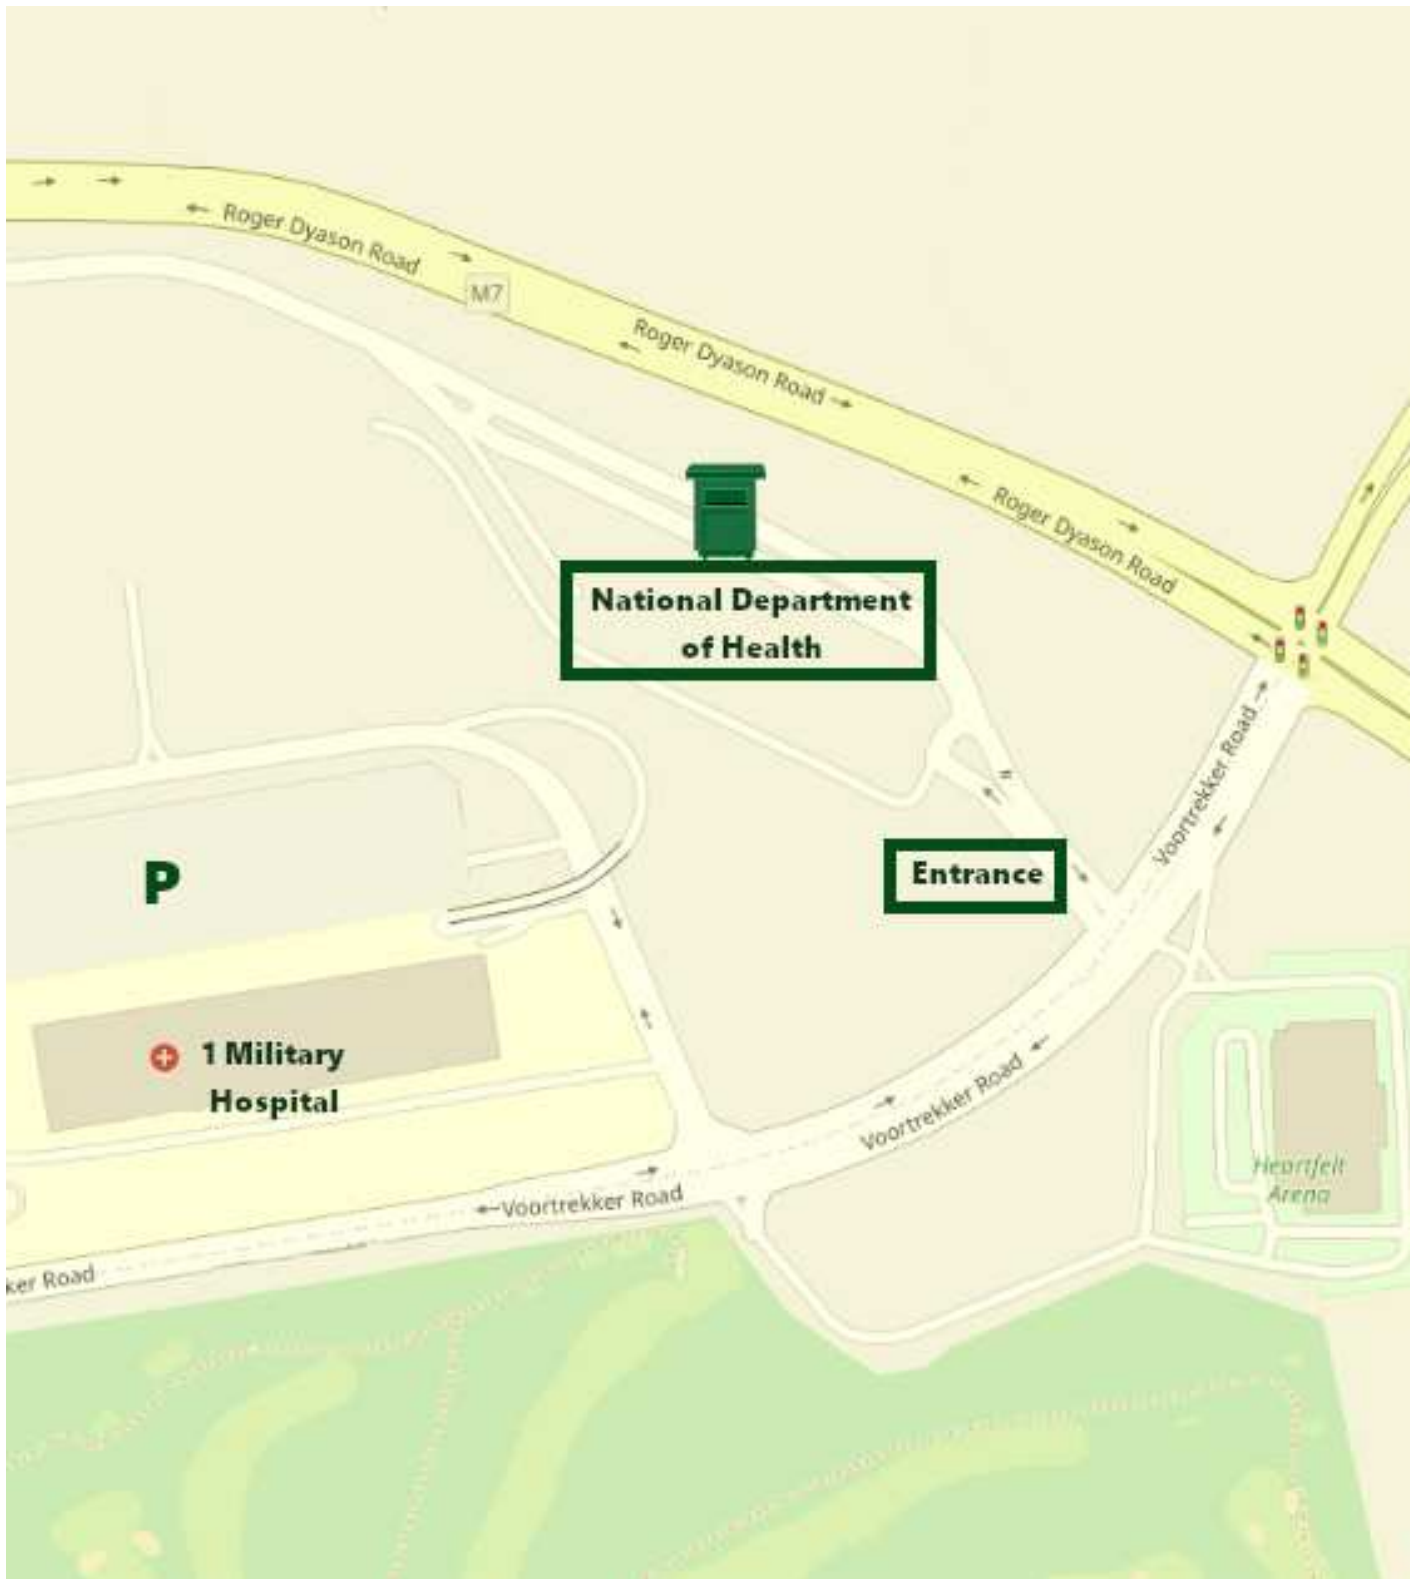 Roger Dyason Road
M7
Roger Dyason Road
Roger Dyason Road
National Department
of Health
Voortrekker Road
Entrance
P
1 Military
Hospital
Voortrekker Road
Heartfelt
Arena
Voortrekker Road
ker Road